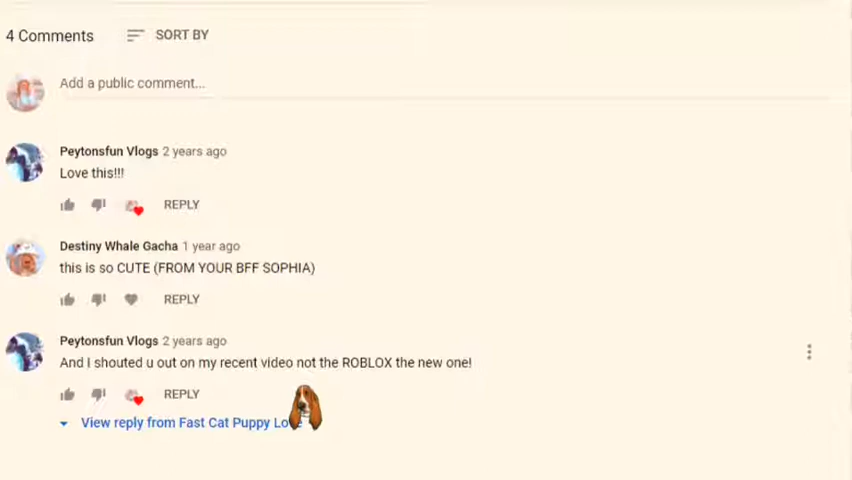 4 Comments
SORT BY
Add a public comment...
Peytonsfun Vlogs 2 years ago
Love this!!!
REPLY
Destiny Whale Gacha 1 year ago
this is so CUTE (FROM YOUR BFF SOPHIA)
REPLY
Peytonsfun Vlogs 2 years ago
And I shouted u out on my recent video not the ROBLOX the new one!
REPLY
View reply from Fast Cat Puppy